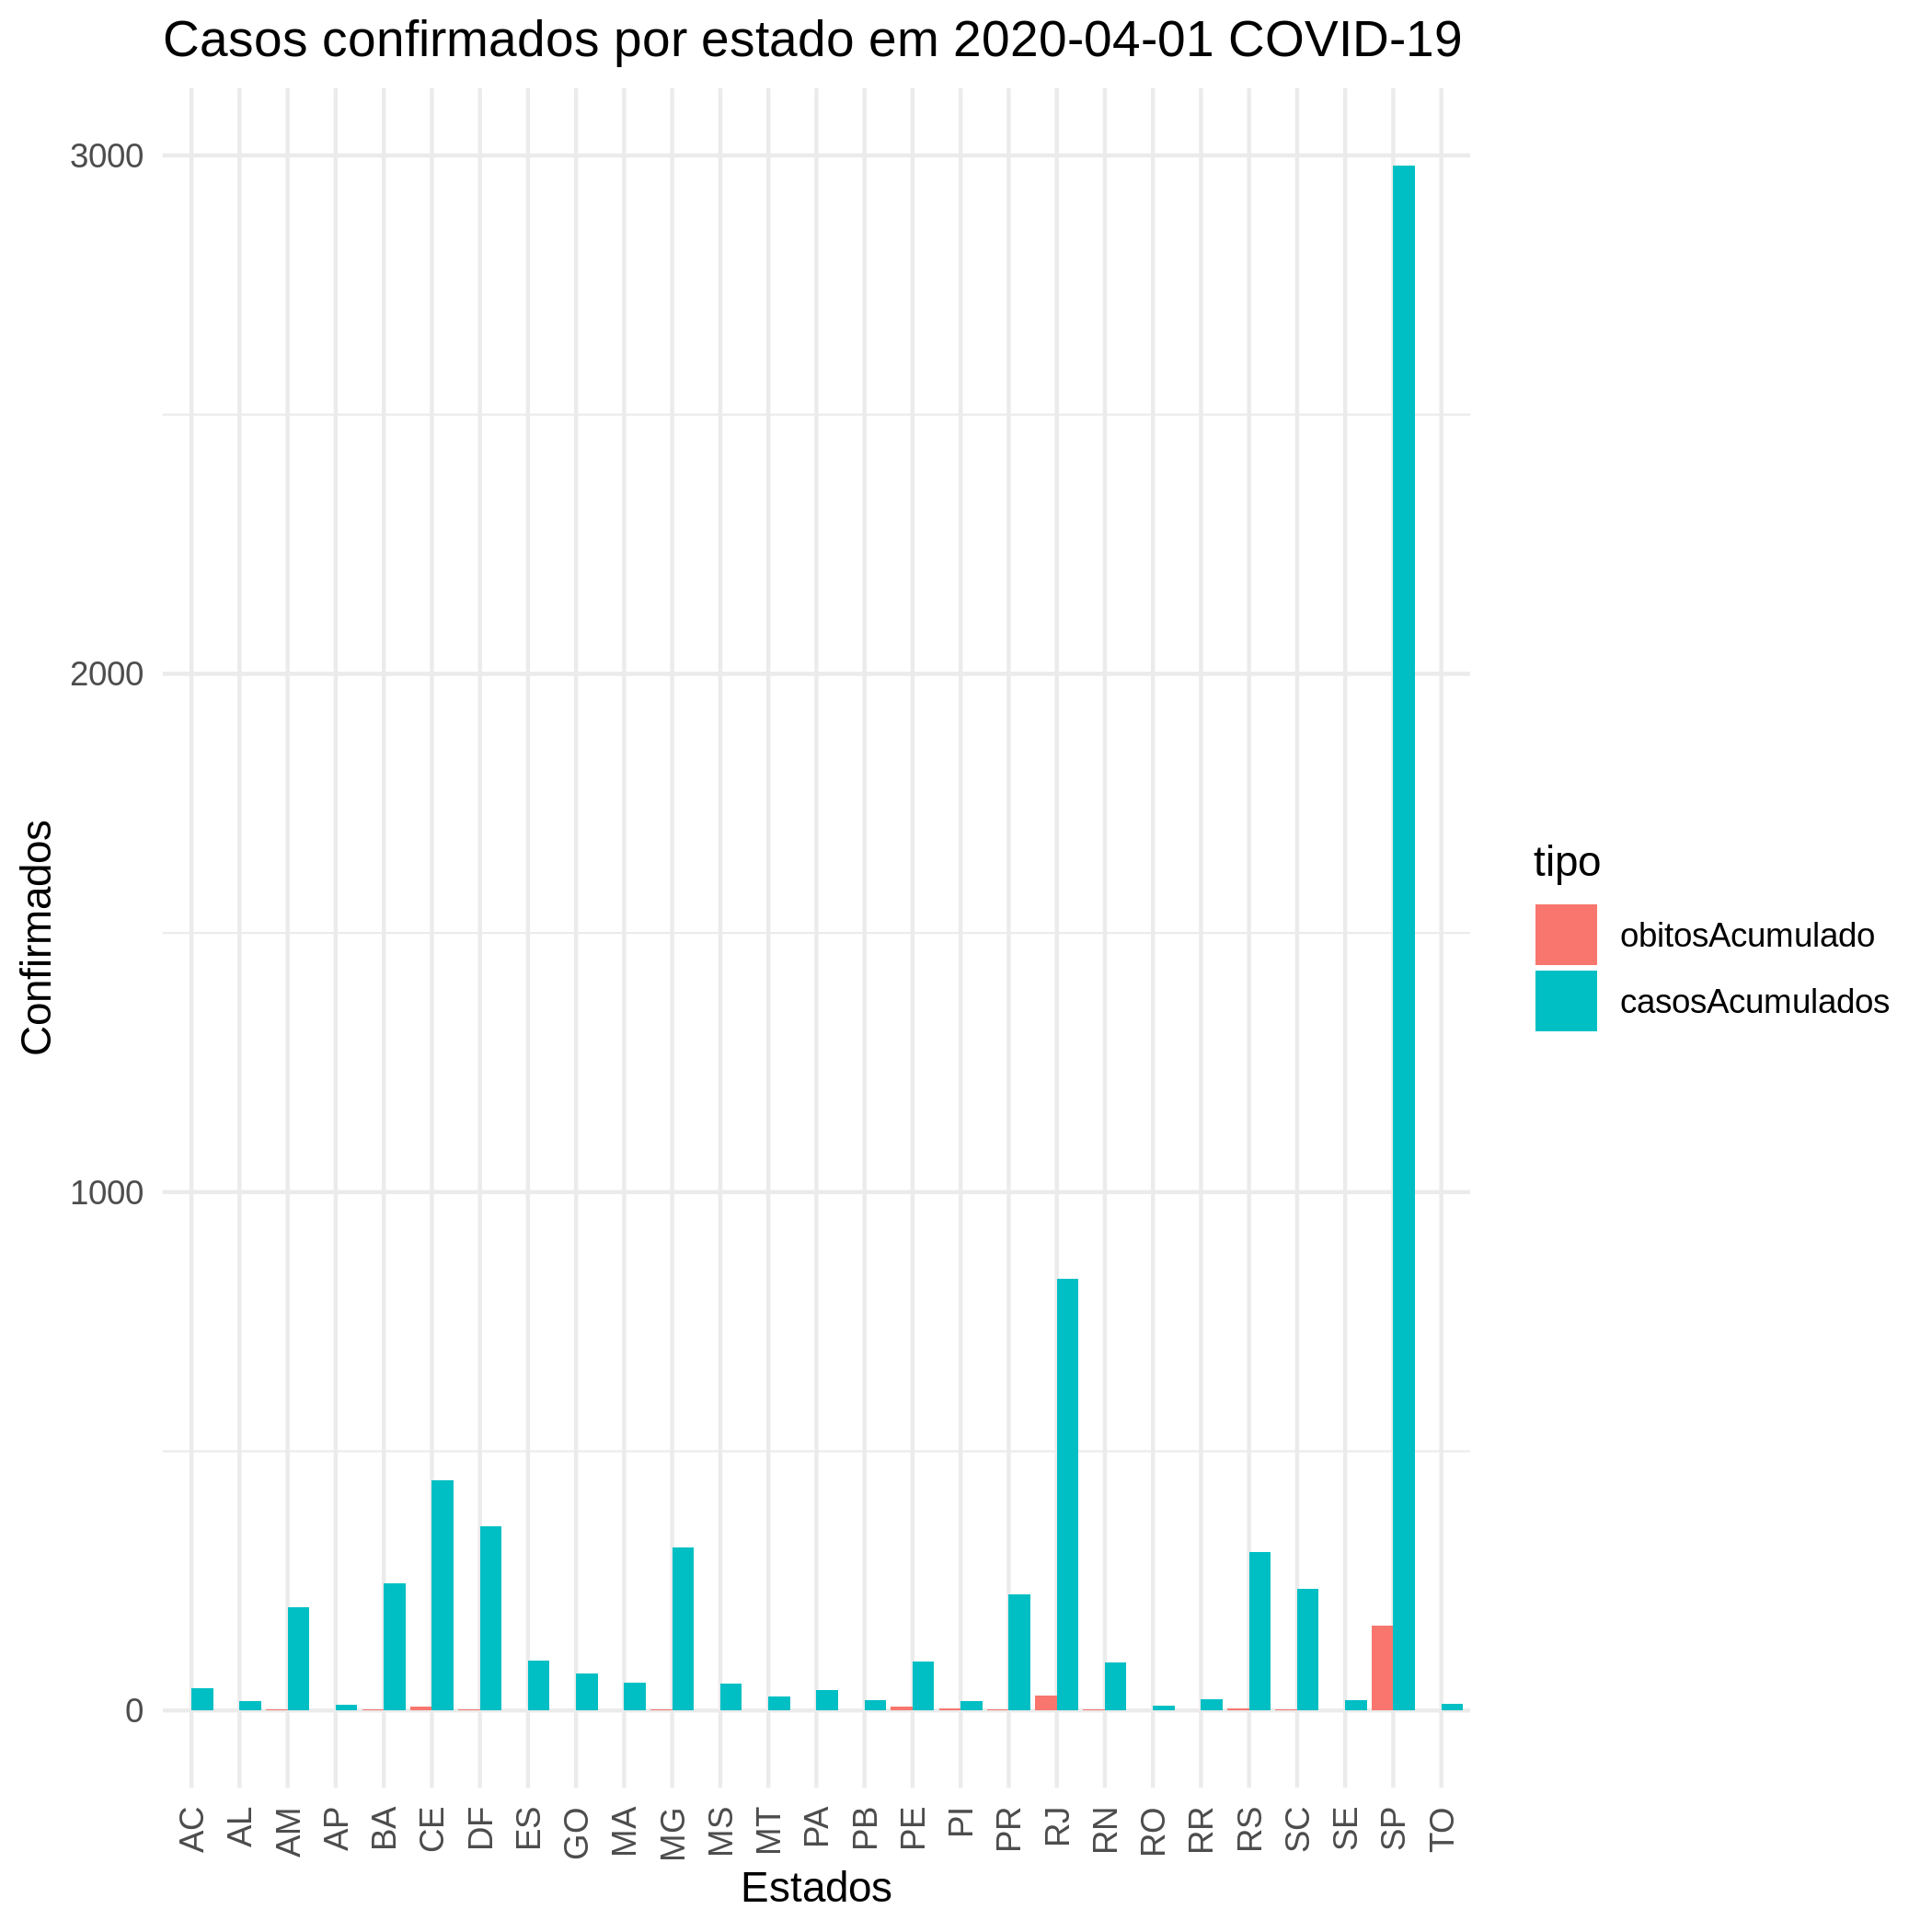 Casos confirmados por estado em 2020-04-01 COVID-19
3000
2000
1000
0
Confirmados
AC AL AM AP BA CE DF ES GO MA MG MS MT PA PB PE PI PR RJ RN RO RR RS SC SE SP TO
Estados
tipo
obitosAcumulado
casosAcumulados